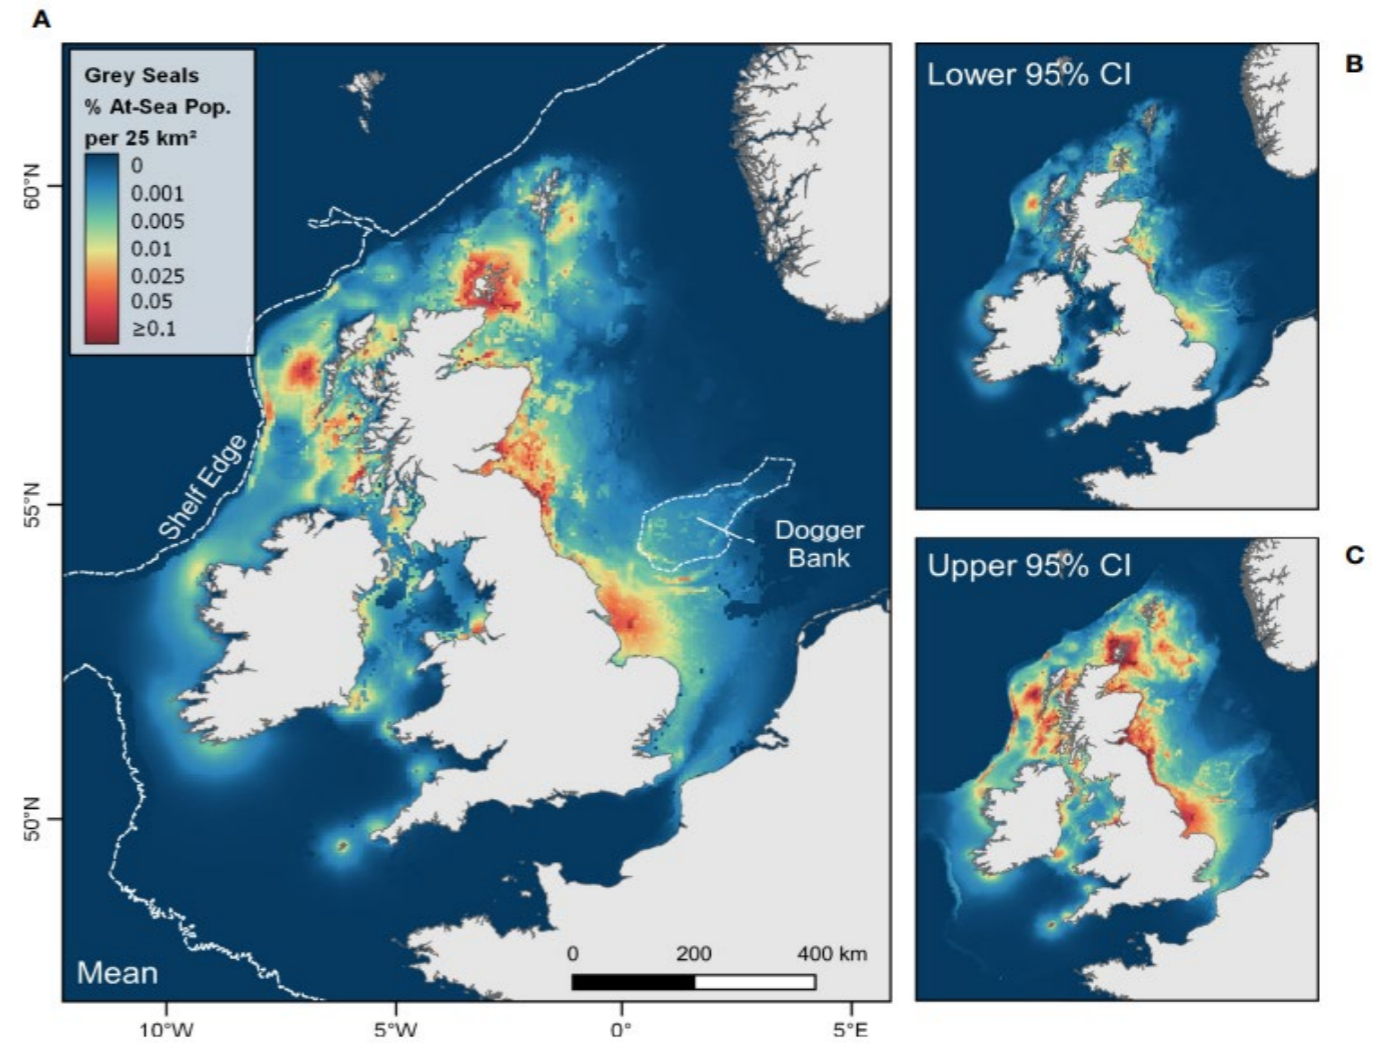 A
Grey Seals
% At-Sea Pop.
per 25 km²
0
0.001
0.005
0.01
0.025
0.05
≥0.1
60°N
55°N
50°N
Shelf Edge
Dogger
Bank
Mean
0 200 400 km
10°W 5°W 0° 5°E
Lower 95% CI
B
Upper 95% CI
C